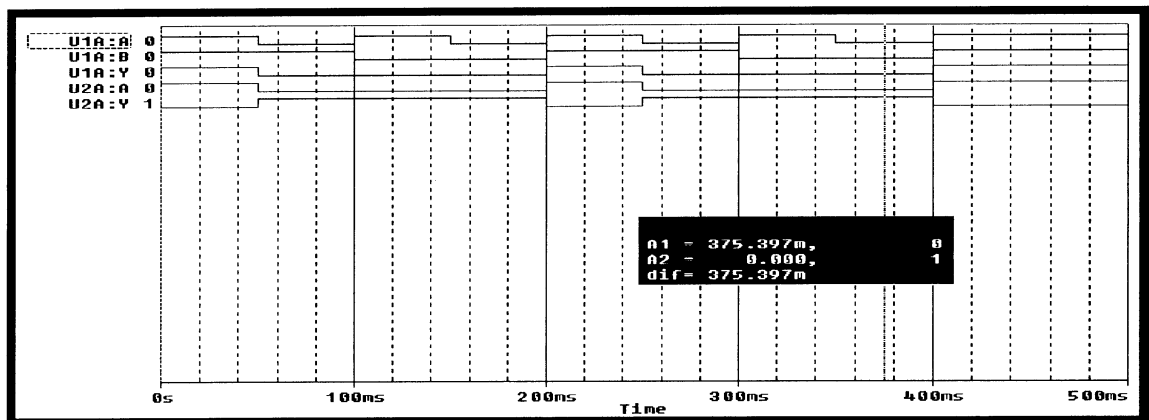 U1A:A 0
U1A:B 0
U1A:Y 0
U2A:A 0
U2A:Y 1
A1 = 375.397m, 0
A2 = 0.000, 1
dif= 375.397m
0s 100ms 200ms 300ms 400ms 500ms
Time